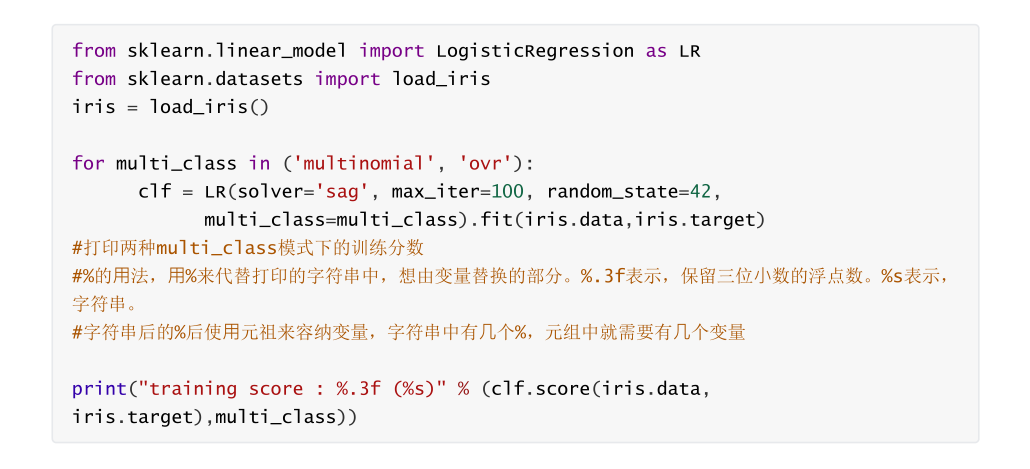 from sklearn.linear_model import LogisticRegression as LR
from sklearn.datasets import load_iris
iris = load_iris()
for multi_class in ('multinomial', 'ovr'):
clf = LR(solver='sag', max_iter=100, random_state=42,
multi_class=multi_class).fit(iris.data,iris.target)
#打印两种multi_class模式下的训练分数
#%的用法，用%来代替打印的字符串中，想由变量替换的部分。%.3f表示，保留三位小数的浮点数。%s表示，
字符串。
#字符串后的%后使用元祖来容纳变量，字符串中有几个%，元组中就需要有几个变量
print("training score : %.3f (%s)" % (clf.score(iris.data,
iris.target),multi_class))